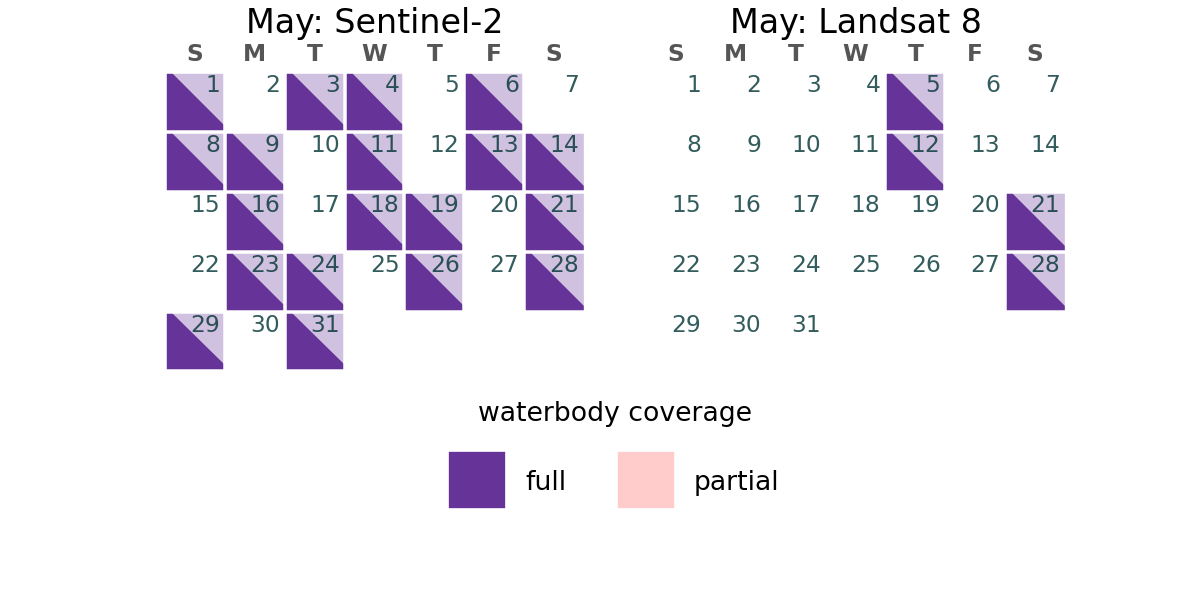 May: Sentinel-2
S M T W T F S
1 2 3 4 5 6 7
8 9 10 11 12 13 14
15 16 17 18 19 20 21
22 23 24 25 26 27 28
29 30 31
May: Landsat 8
S M T W T F S
1 2 3 4 5 6 7
8 9 10 11 12 13 14
15 16 17 18 19 20 21
22 23 24 25 26 27 28
29 30 31
waterbody coverage
full
partial